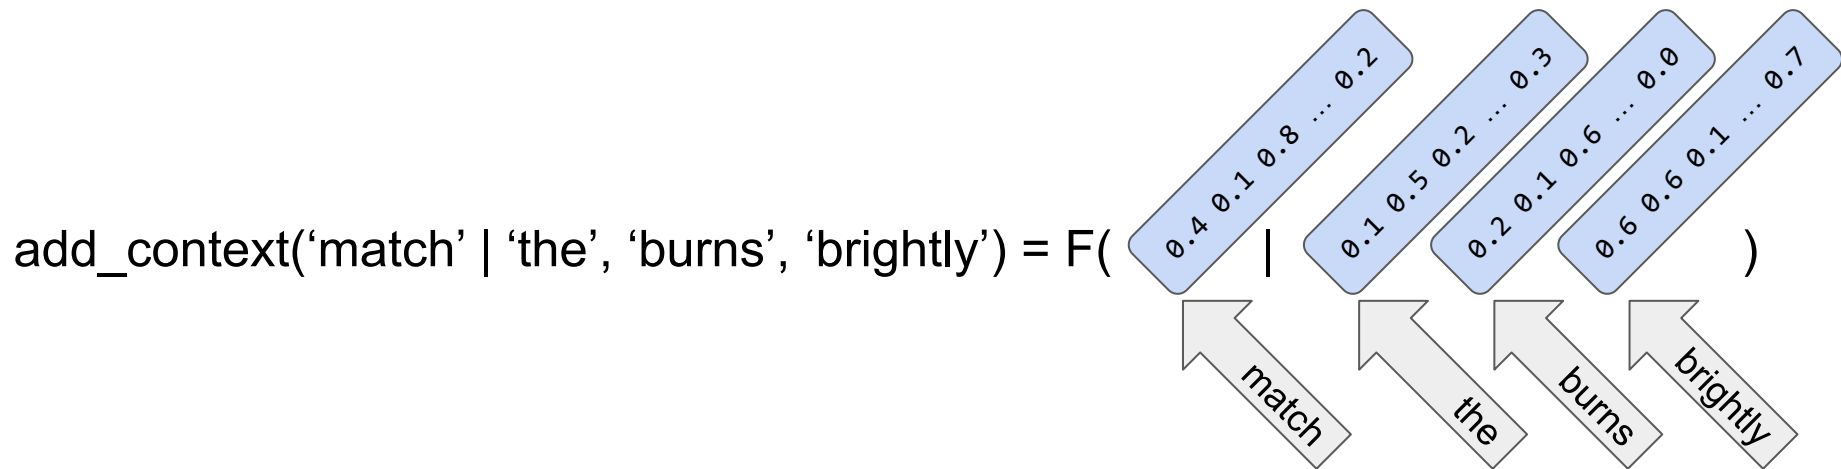 add_context(‘match’ | ‘the’, ‘burns’, ‘brightly’) = F( 0.4 0.1 0.8 ... 0.2 | 0.1 0.5 0.2 ... 0.3 0.2 0.1 0.6 ... 0.0 0.6 0.6 0.1 ... 0.7 )
match
the
burns
brightly